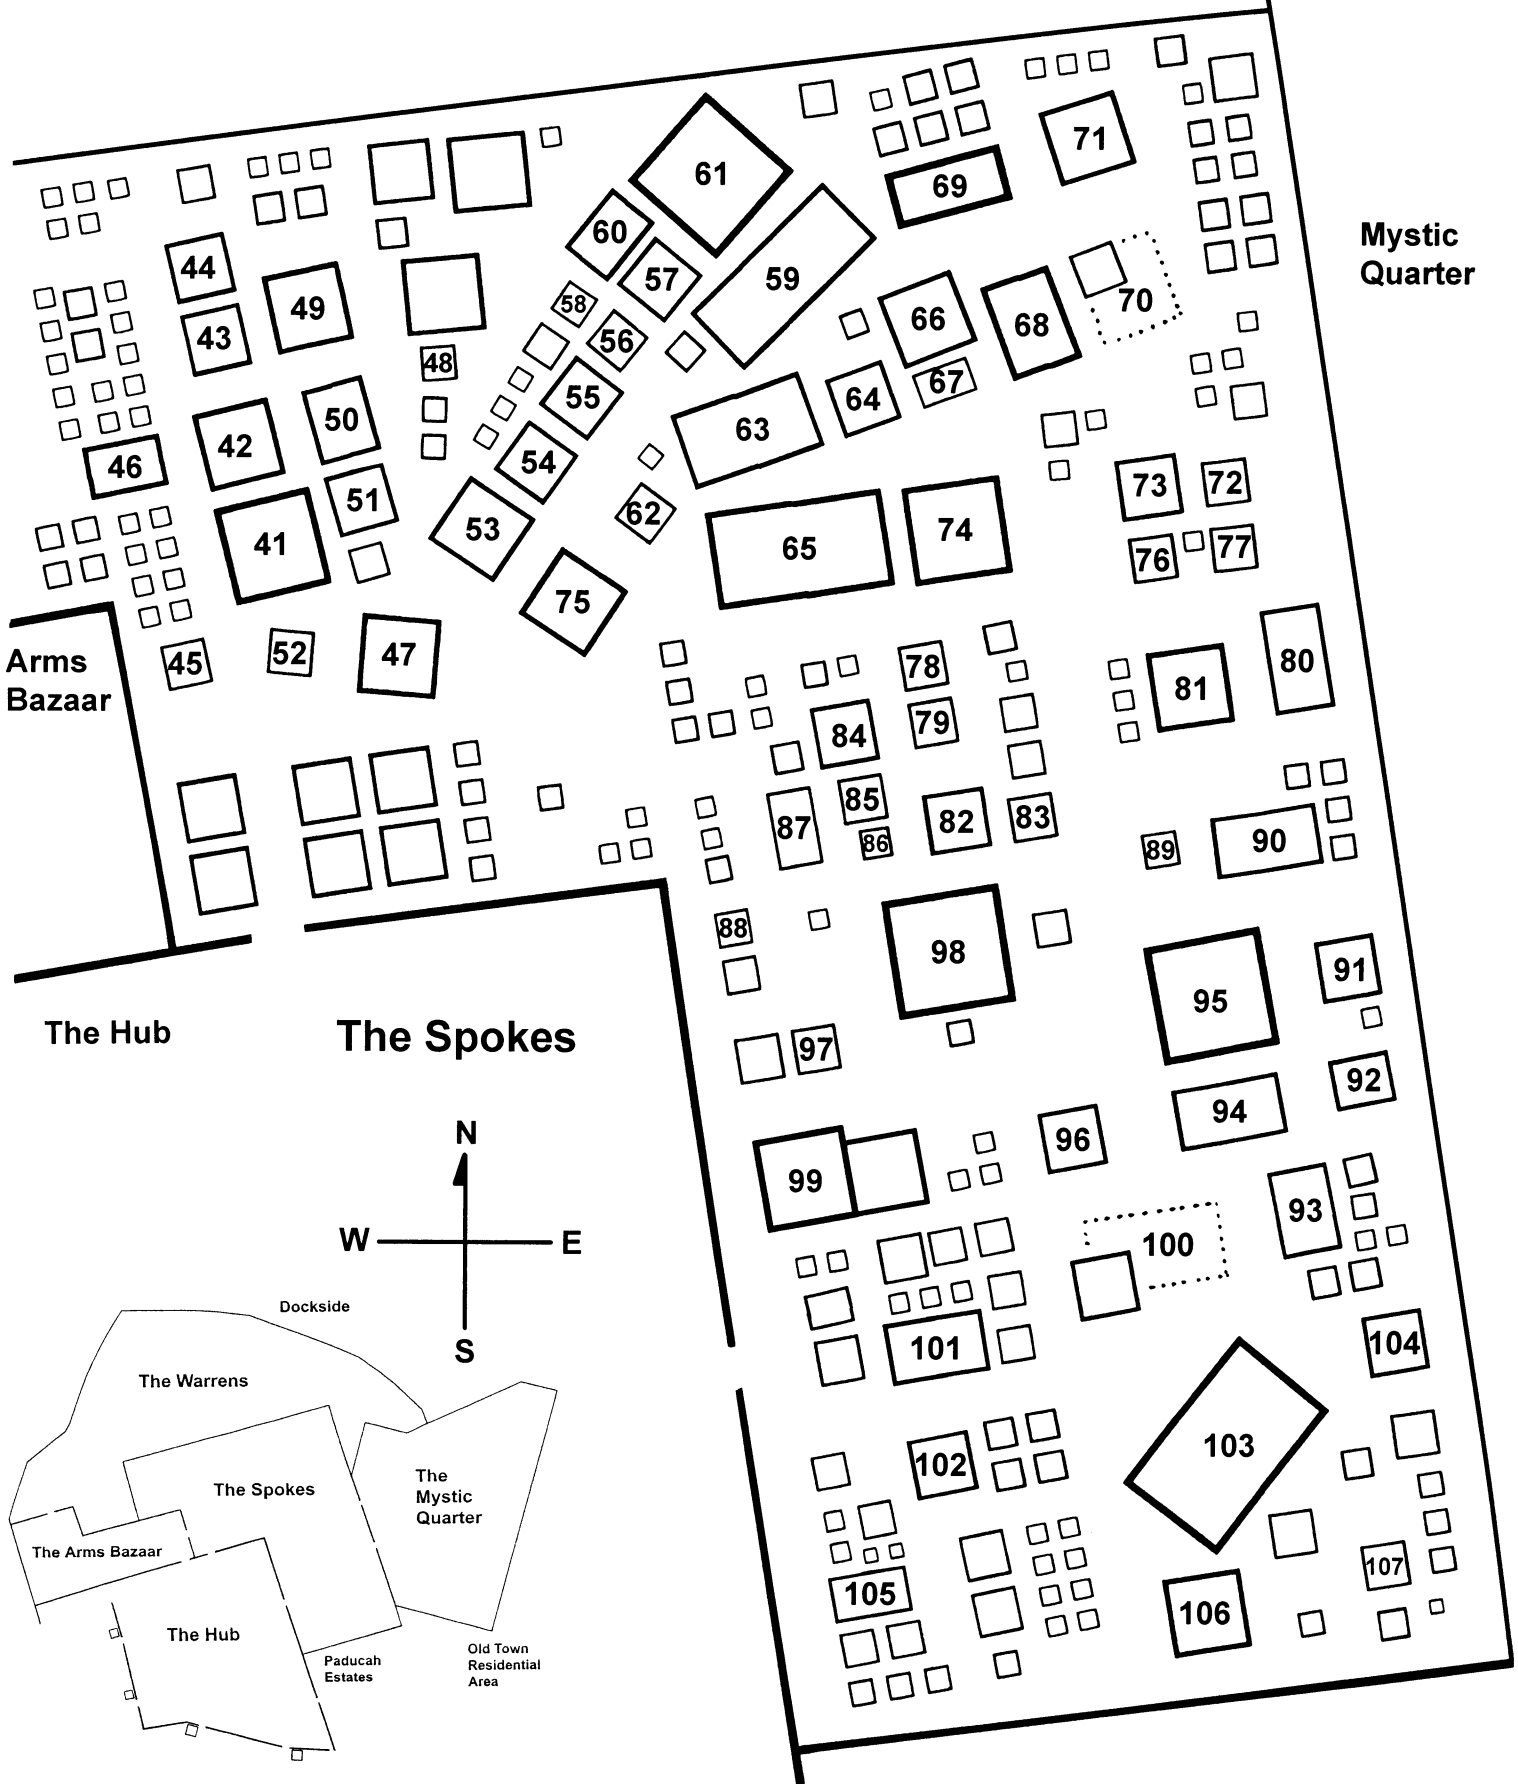 71
61
69
60
Mystic
Quarter
44
57
59
70
49
58
66
68
43
56
48
67
55
64
50
42
63
54
46
73
72
51
62
53
74
41
65
76
77
75
52
47
45
Arms
Bazaar
78
80
81
79
84
85
83
82
87
90
86
89
88
98
91
95
The Hub
The Spokes
97
92
94
N
96
99
93
W
E
100
Dockside
S
101
104
The Warrens
103
102
The
Mystic
Quarter
The Spokes
The Arms Bazaar
107
105
106
The Hub
Old Town
Residential
Area
Paducah
Estates